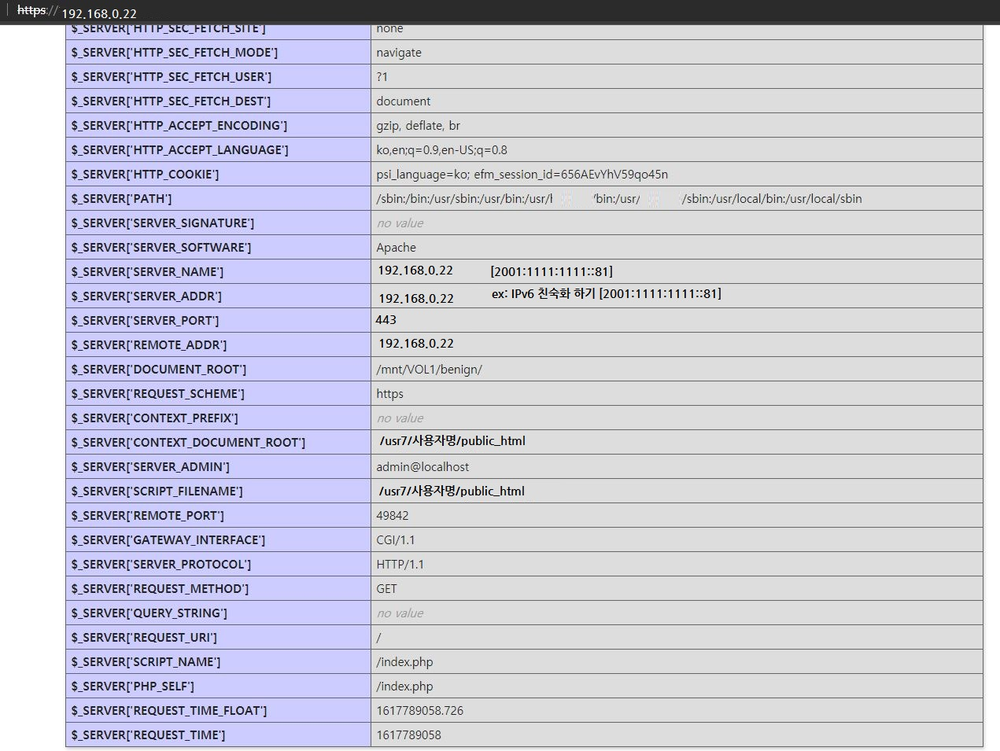 https:// 192.168.0.22
$_SERVER['HTTP_SEC_FETCH_SITE'] none
$_SERVER['HTTP_SEC_FETCH_MODE'] navigate
$_SERVER['HTTP_SEC_FETCH_USER'] ?1
$_SERVER['HTTP_SEC_FETCH_DEST'] document
$_SERVER['HTTP_ACCEPT_ENCODING'] gzip, deflate, br
$_SERVER['HTTP_ACCEPT_LANGUAGE'] ko,en;q=0.9,en-US;q=0.8
$_SERVER['HTTP_COOKIE'] psi_language=ko; efm_session_id=656AEvYhV59qo45n
$_SERVER['PATH'] /sbin:/bin:/usr/sbin:/usr/bin:/usr/ /bin:/usr/ /sbin:/usr/local/bin:/usr/local/sbin
$_SERVER['SERVER_SIGNATURE'] no value
$_SERVER['SERVER_SOFTWARE'] Apache
$_SERVER['SERVER_NAME'] 192.168.0.22 [2001:1111:1111::81]
$_SERVER['SERVER_ADDR'] 192.168.0.22 ex: IPv6 친숙화 하기 [2001:1111:1111::81]
$_SERVER['SERVER_PORT'] 443
$_SERVER['REMOTE_ADDR'] 192.168.0.22
$_SERVER['DOCUMENT_ROOT'] /mnt/VOL1/benign/
$_SERVER['REQUEST_SCHEME'] https
$_SERVER['CONTEXT_PREFIX'] no value
$_SERVER['CONTEXT_DOCUMENT_ROOT'] /usr7/사용자명/public_html
$_SERVER['SERVER_ADMIN'] admin@localhost
$_SERVER['SCRIPT_FILENAME'] /usr7/사용자명/public_html
$_SERVER['REMOTE_PORT'] 49842
$_SERVER['GATEWAY_INTERFACE'] CGI/1.1
$_SERVER['SERVER_PROTOCOL'] HTTP/1.1
$_SERVER['REQUEST_METHOD'] GET
$_SERVER['QUERY_STRING'] no value
$_SERVER['REQUEST_URI'] /
$_SERVER['SCRIPT_NAME'] /index.php
$_SERVER['PHP_SELF'] /index.php
$_SERVER['REQUEST_TIME_FLOAT'] 1617789058.726
$_SERVER['REQUEST_TIME'] 1617789058